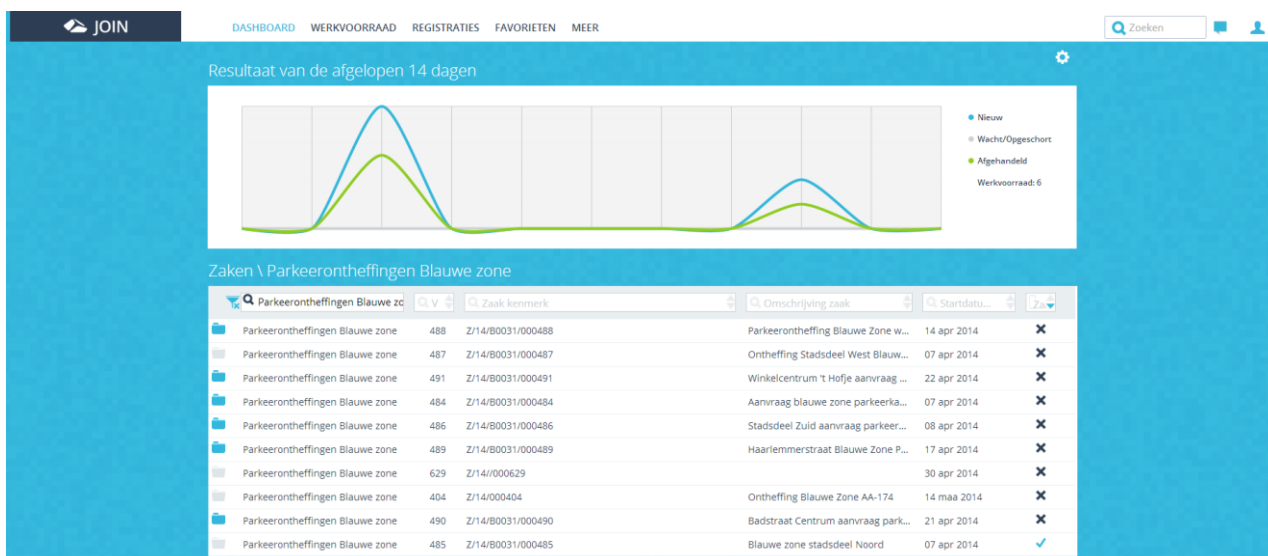 JOIN DASHBOARD WERKVOORRAAD REGISTRATIES FAVORIETEN MEER Zoeken
Resultaat van de afgelopen 14 dagen
Nieuw
Wacht/Opgeschort
Afgehandeld
Werkvoorraad: 6
Zaken \ Parkeerontheffingen Blauwe zone
Parkeerontheffingen Blauwe zo V Zaak kenmerk Omschrijving zaak Startdatu... Za
Parkeerontheffingen Blauwe zone 488 Z/14/B0031/000488 Parkeerontheffing Blauwe Zone w... 14 apr 2014
Parkeerontheffingen Blauwe zone 487 Z/14/B0031/000487 Ontheffing Stadsdeel West Blauw... 07 apr 2014
Parkeerontheffingen Blauwe zone 491 Z/14/B0031/000491 Winkelcentrum 't Hofje aanvraag ... 22 apr 2014
Parkeerontheffingen Blauwe zone 484 Z/14/B0031/000484 Aanvraag blauwe zone parkeerka... 07 apr 2014
Parkeerontheffingen Blauwe zone 486 Z/14/B0031/000486 Stadsdeel Zuid aanvraag parkeer... 08 apr 2014
Parkeerontheffingen Blauwe zone 489 Z/14/B0031/000489 Haarlemmerstraat Blauwe Zone P... 17 apr 2014
Parkeerontheffingen Blauwe zone 629 Z/14//000629 30 apr 2014
Parkeerontheffingen Blauwe zone 404 Z/14/000404 Ontheffing Blauwe Zone AA-174 14 maa 2014
Parkeerontheffingen Blauwe zone 490 Z/14/B0031/000490 Badstraat Centrum aanvraag park... 21 apr 2014
Parkeerontheffingen Blauwe zone 485 Z/14/B0031/000485 Blauwe zone stadsdeel Noord 07 apr 2014